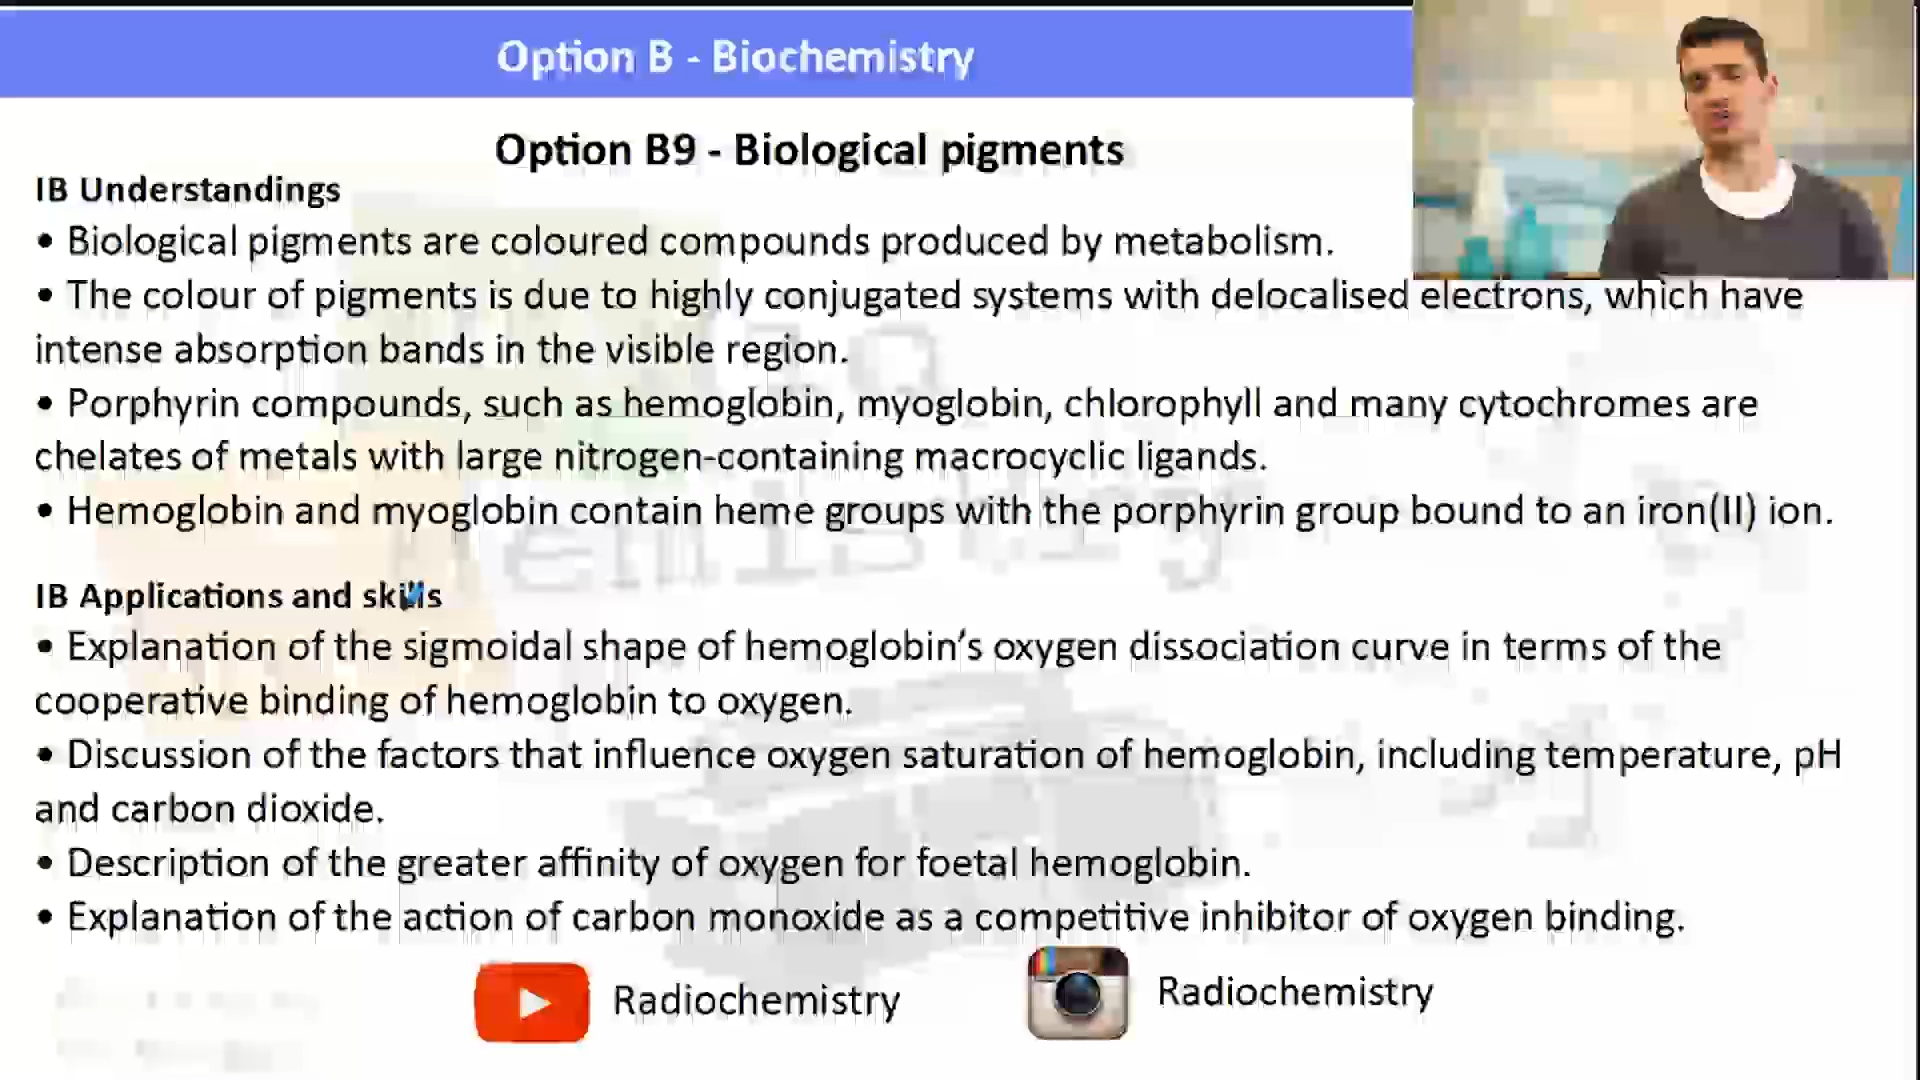 Option B - Biochemistry
Option B9 - Biological pigments
IB Understandings
• Biological pigments are coloured compounds produced by metabolism.
• The colour of pigments is due to highly conjugated systems with delocalised electrons, which have
intense absorption bands in the visible region.
• Porphyrin compounds, such as hemoglobin, myoglobin, chlorophyll and many cytochromes are
chelates of metals with large nitrogen-containing macrocyclic ligands.
• Hemoglobin and myoglobin contain heme groups with the porphyrin group bound to an iron(II) ion.
IB Applications and skills
• Explanation of the sigmoidal shape of hemoglobin’s oxygen dissociation curve in terms of the
cooperative binding of hemoglobin to oxygen.
• Discussion of the factors that influence oxygen saturation of hemoglobin, including temperature, pH
and carbon dioxide.
• Description of the greater affinity of oxygen for foetal hemoglobin.
• Explanation of the action of carbon monoxide as a competitive inhibitor of oxygen binding.
Radiochemistry
Radiochemistry